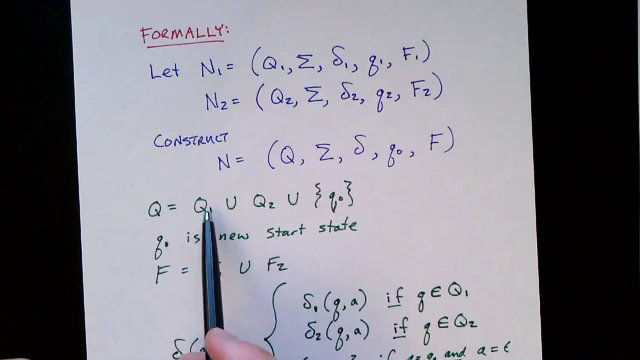 FORMALLY:
Let N₁ = (Q₁, Σ, δ₁, q₁, F₁)
N₂ = (Q₂, Σ, δ₂, q₂, F₂)
CONSTRUCT
N = (Q, Σ, δ, q₀, F)
Q = Q₁ ∪ Q₂ ∪ {q₀}
q₀ is new start state
F = ∪ F₂
δ₁(q, a) if q ∈ Q₁
δ₂(q, a) if q ∈ Q₂
δ(